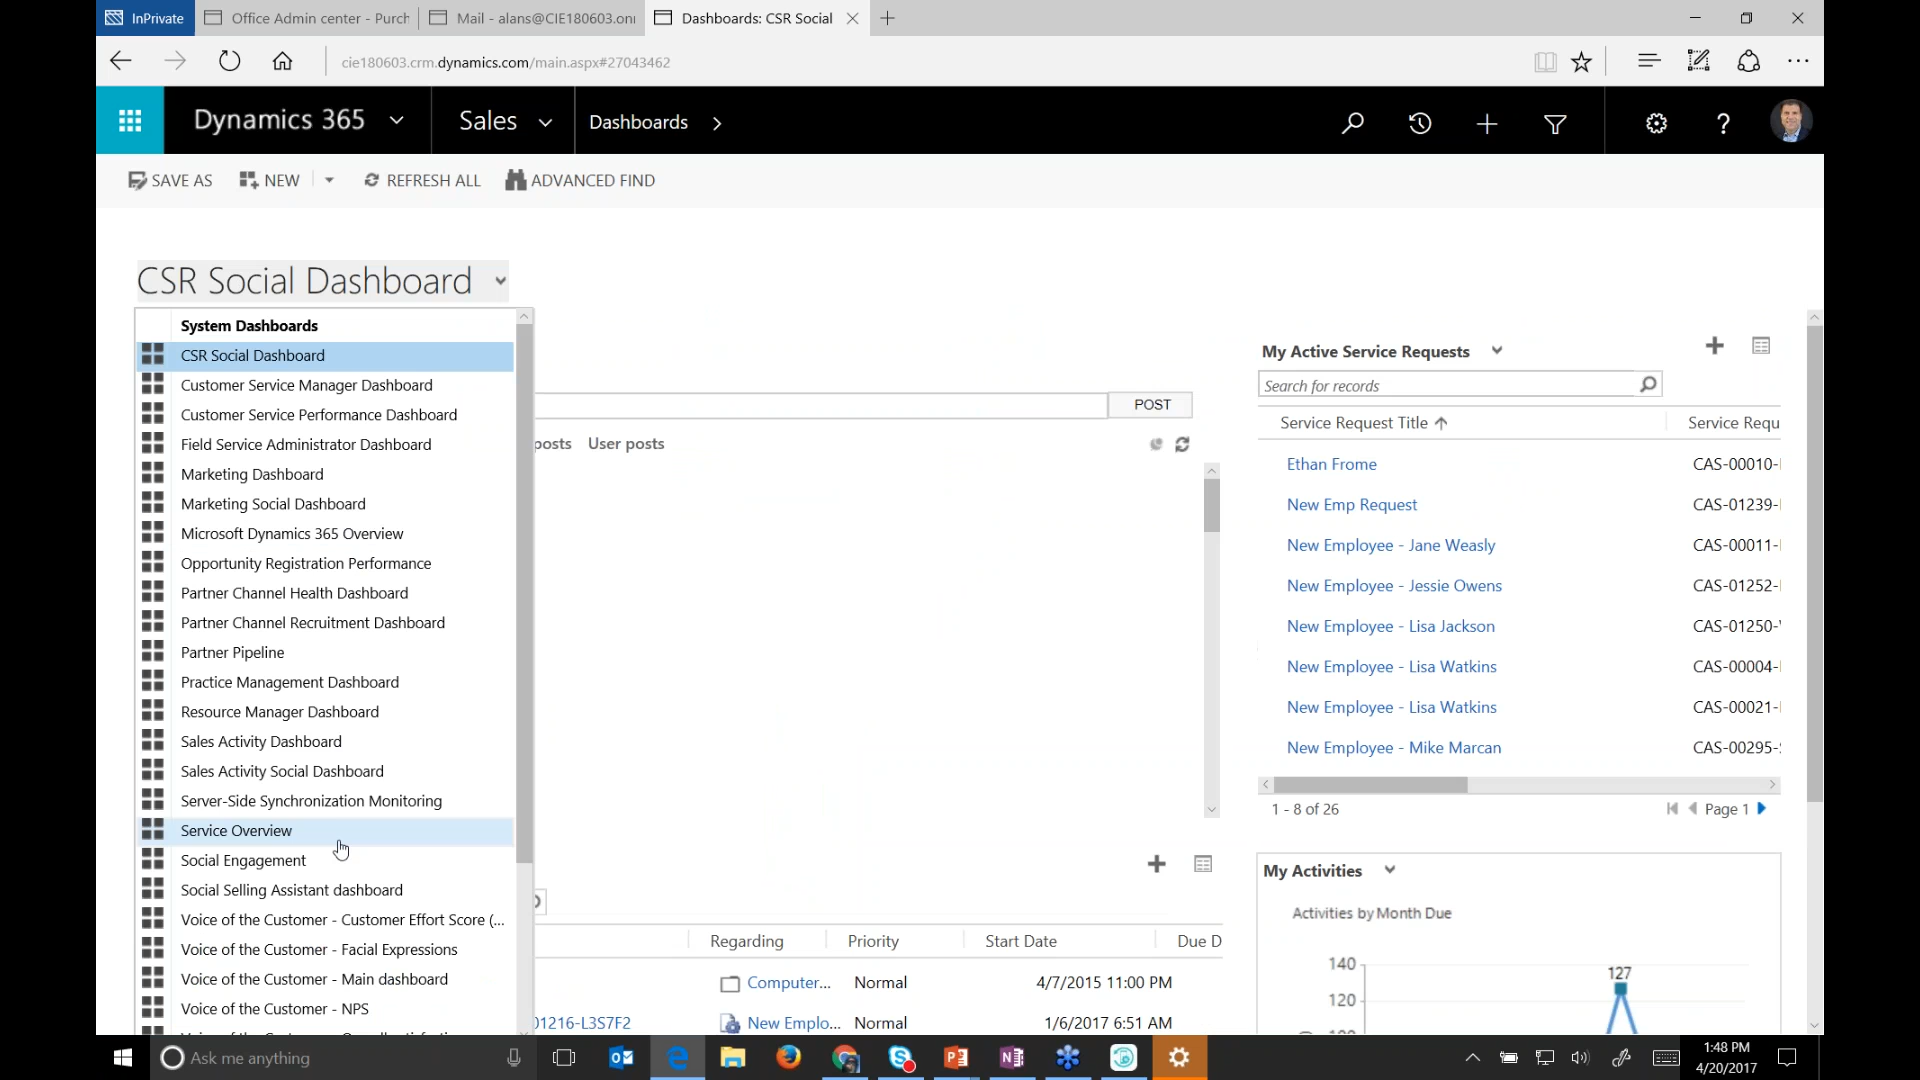 InPrivate
Office Admin center - Purch
Mail - alans@CIE180603.on
Dashboards: CSR Social
cie180603.crm.dynamics.com/main.aspx#27043462
Dynamics 365
Sales
Dashboards
SAVE AS
NEW
REFRESH ALL
ADVANCED FIND
CSR Social Dashboard
System Dashboards
CSR Social Dashboard
Customer Service Manager Dashboard
Customer Service Performance Dashboard
Field Service Administrator Dashboard
Marketing Dashboard
Marketing Social Dashboard
Microsoft Dynamics 365 Overview
Opportunity Registration Performance
Partner Channel Health Dashboard
Partner Channel Recruitment Dashboard
Partner Pipeline
Practice Management Dashboard
Resource Manager Dashboard
Sales Activity Dashboard
Sales Activity Social Dashboard
Server-Side Synchronization Monitoring
Service Overview
Social Engagement
Social Selling Assistant dashboard
Voice of the Customer - Customer Effort Score (...
Voice of the Customer - Facial Expressions
Voice of the Customer - Main dashboard
Voice of the Customer - NPS
POST
posts User posts
Regarding Priority Start Date Due D
Computer... Normal 4/7/2015 11:00 PM
01216-L3S7F2 New Emplo... Normal 1/6/2017 6:51 AM
My Active Service Requests
Search for records
Service Request Title Service Requ
Ethan Frome CAS-00010-
New Emp Request CAS-01239-
New Employee - Jane Weasly CAS-00011-
New Employee - Jessie Owens CAS-01252-
New Employee - Lisa Jackson CAS-01250-
New Employee - Lisa Watkins CAS-00004-
New Employee - Lisa Watkins CAS-00021-
New Employee - Mike Marcan CAS-00295-
1 - 8 of 26 Page 1
My Activities
Activities by Month Due
140
127
120
Ask me anything
1:48 PM
4/20/2017